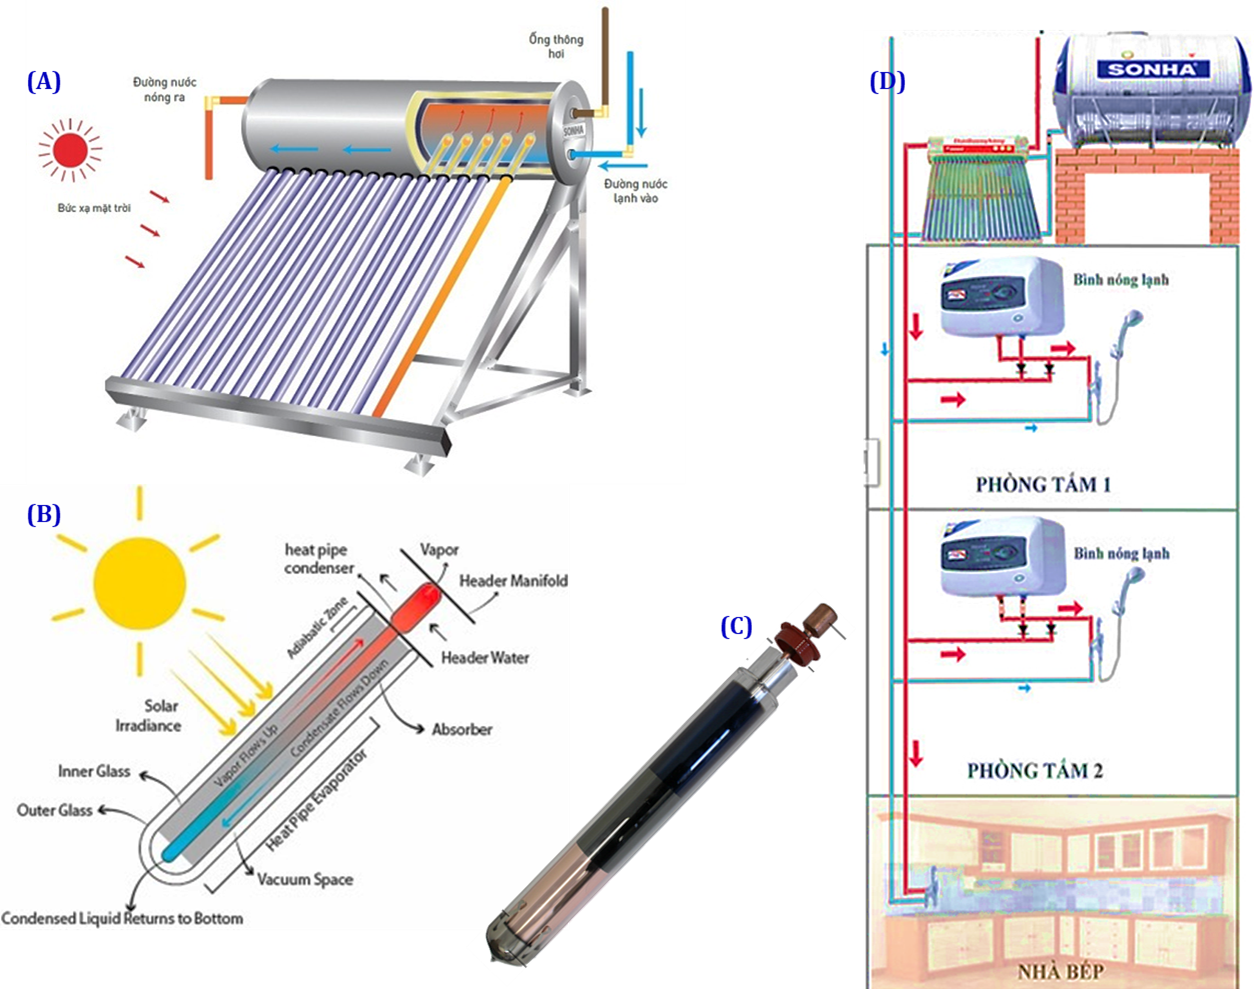 (A)
Ống thông
hơi
Đường nước
nóng ra
SONHA
Bức xạ mặt trời
Đường nước
lạnh vào
(B)
heat pipe
condenser
Vapor
Header Manifold
Adiabatic Zone
Header Water
Solar
Irradiance
Absorber
Vapor Flows Up
Condensate Flows Down
Inner Glass
Outer Glass
Heat Pipe Evaporator
Vacuum Space
Condensed Liquid Returns to Bottom
(C)
(D)
SONHA
Bình nóng lạnh
PHÒNG TẮM 1
Bình nóng lạnh
PHÒNG TẮM 2
NHÀ BẾP